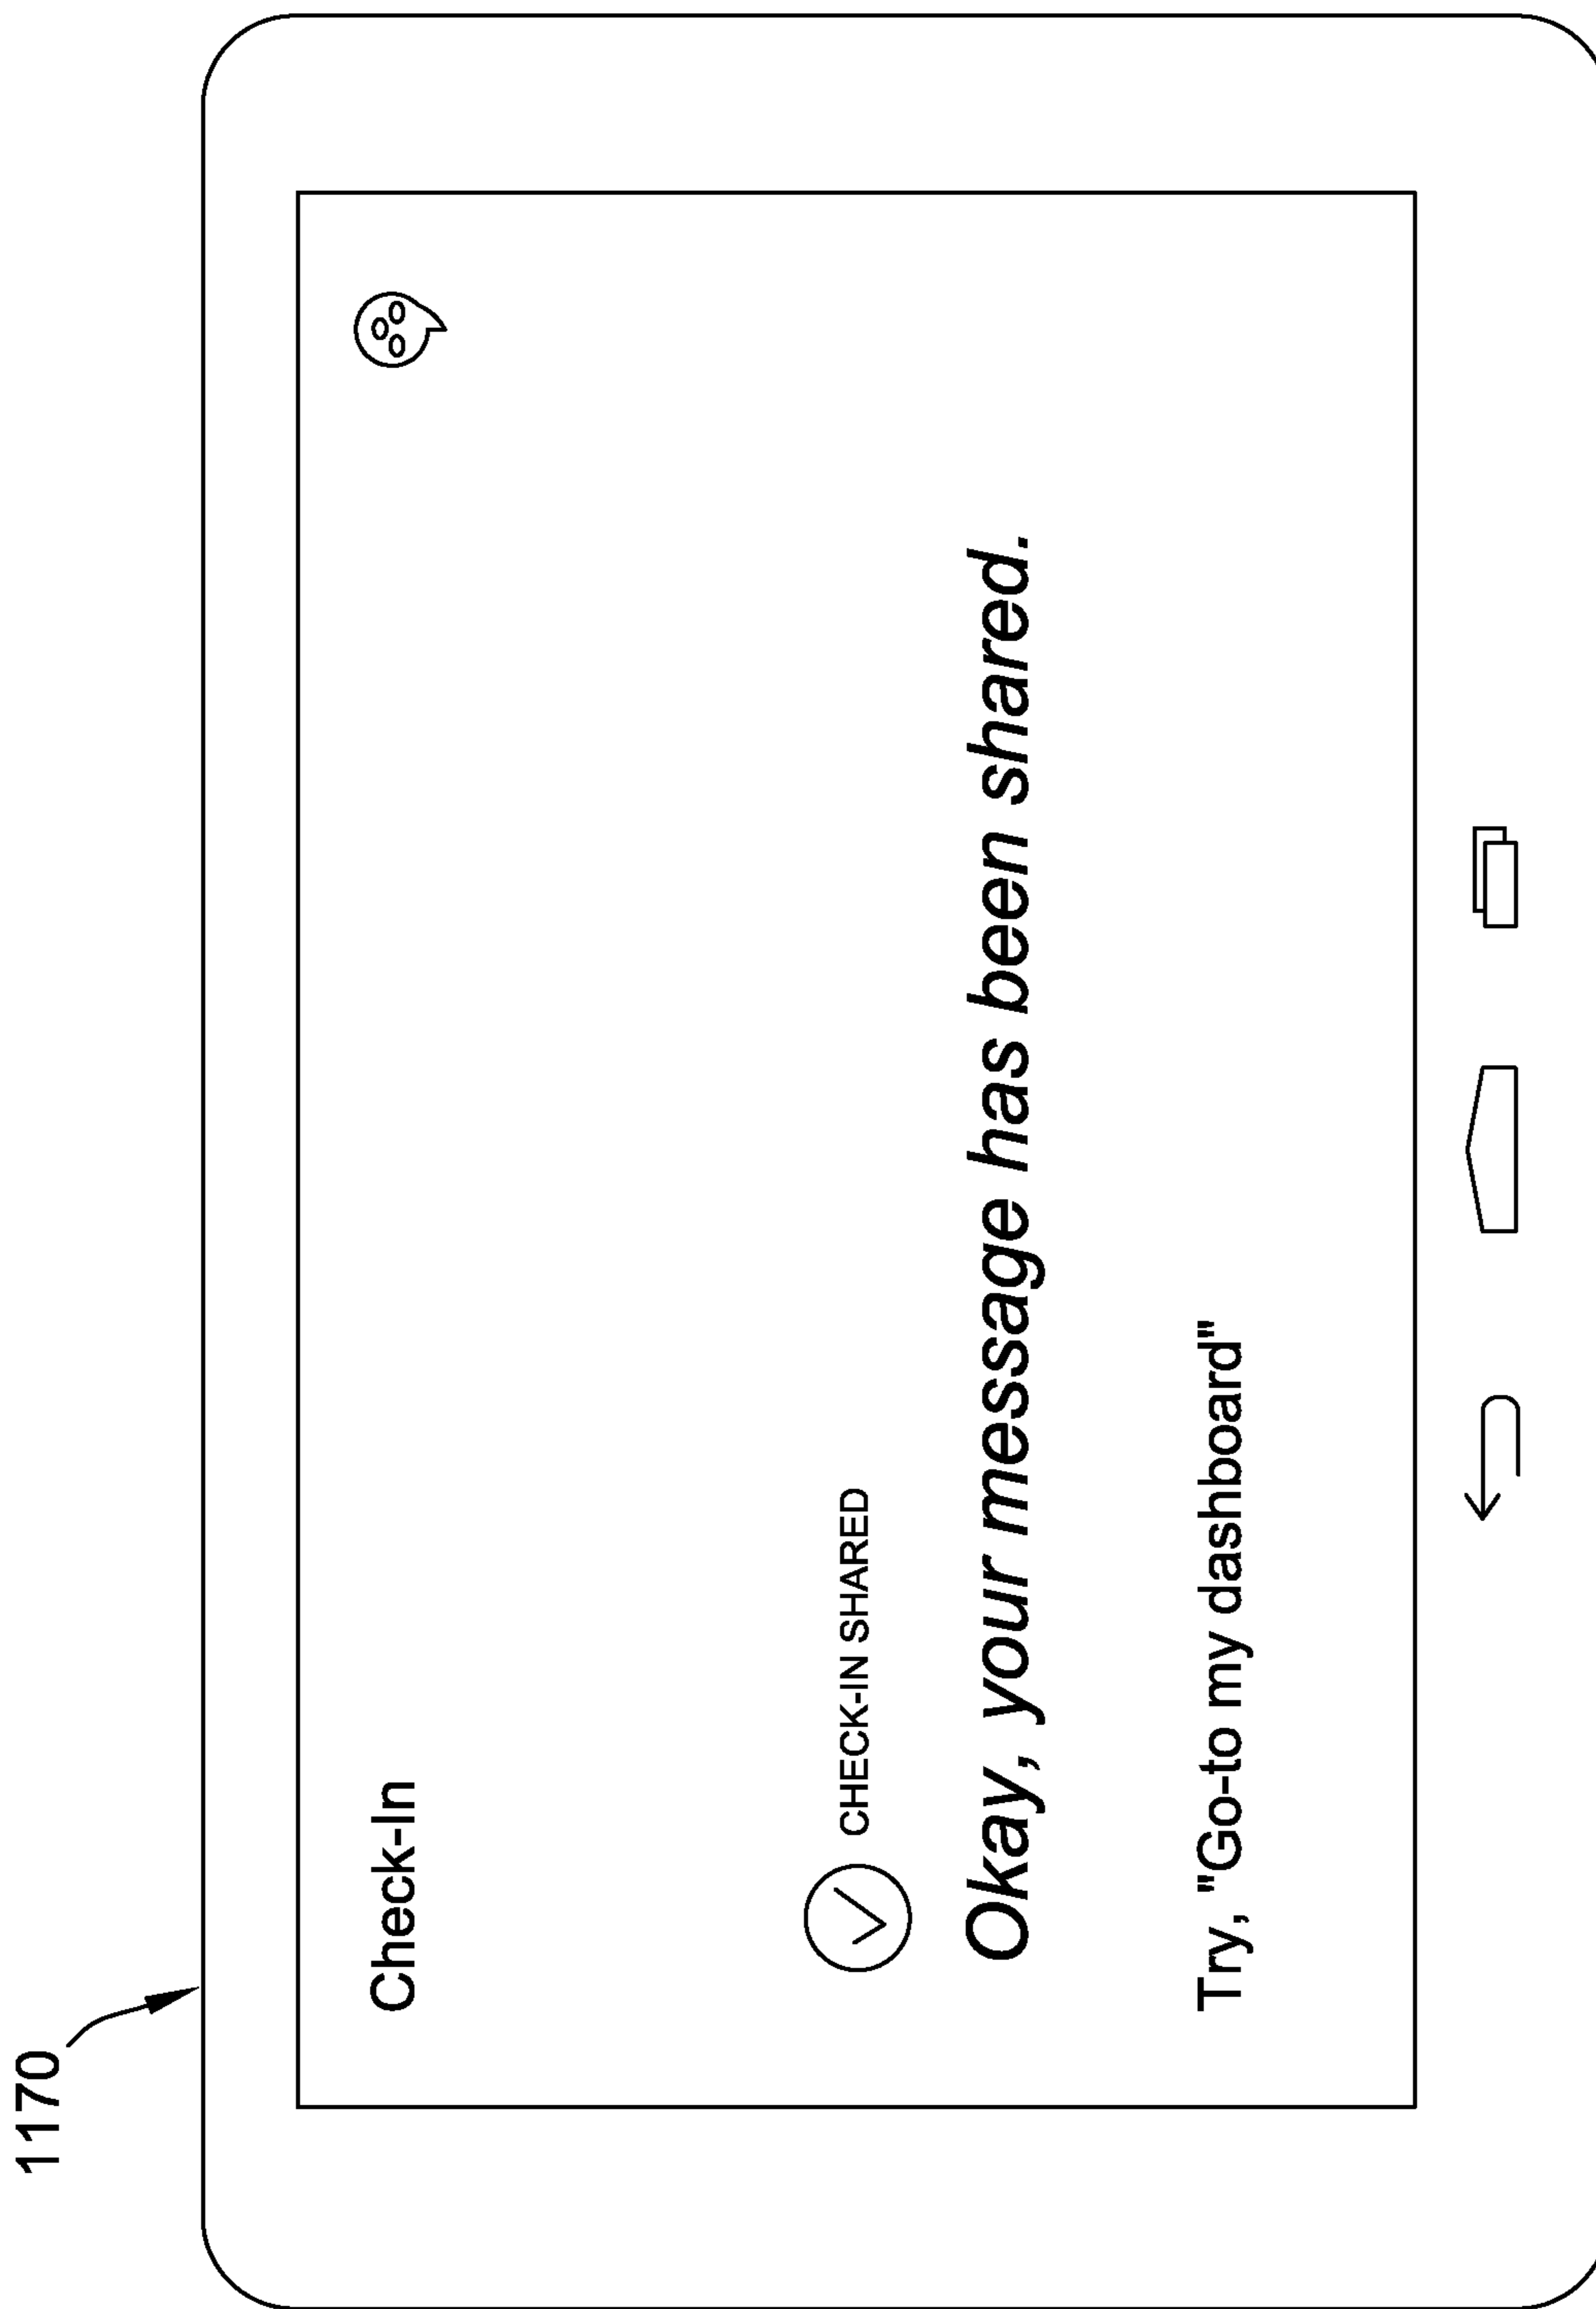 1170
Check-In
CHECK-IN SHARED
Okay, your message has been shared.
Try, "Go-to my dashboard"